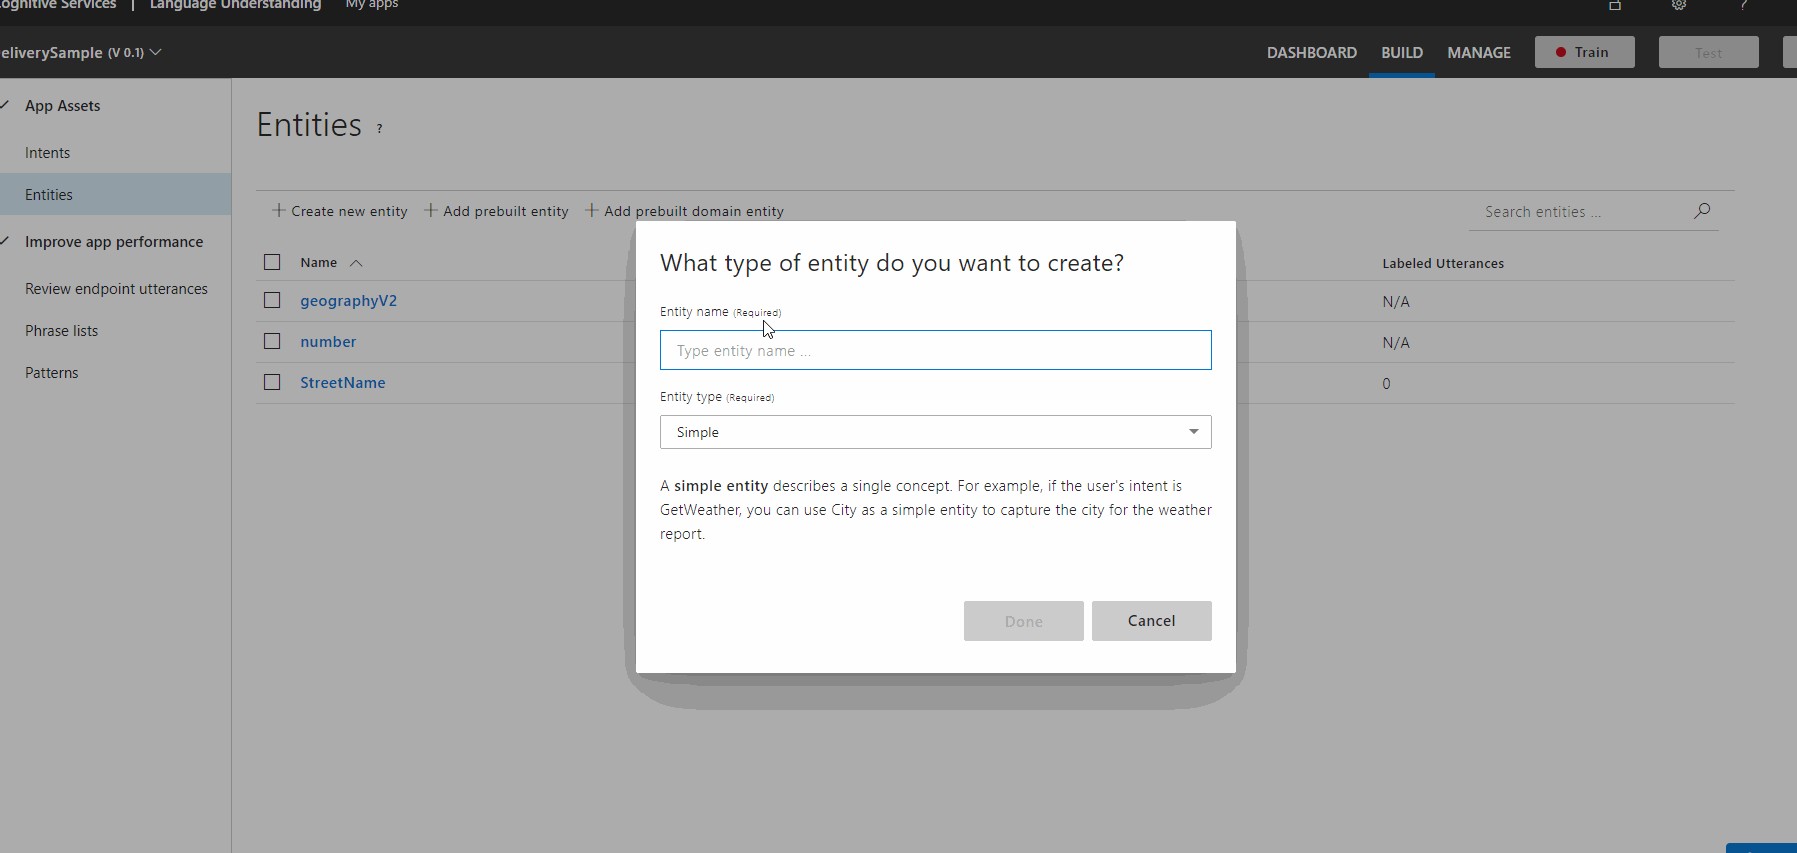 ognitive Services | Language Understanding My apps ?
eliverySample (V 0.1) DASHBOARD BUILD MANAGE Train Test
App Assets
Intents
Entities
Improve app performance
Review endpoint utterances
Phrase lists
Patterns
Entities ?
Create new entity Add prebuilt entity Add prebuilt domain entity Search entities ...
Name Labeled Utterances
geographyV2 N/A
number N/A
StreetName 0
What type of entity do you want to create?
Entity name (Required)
Type entity name ...
Entity type (Required)
Simple
A simple entity describes a single concept. For example, if the user's intent is
GetWeather, you can use City as a simple entity to capture the city for the weather
report.
Done Cancel